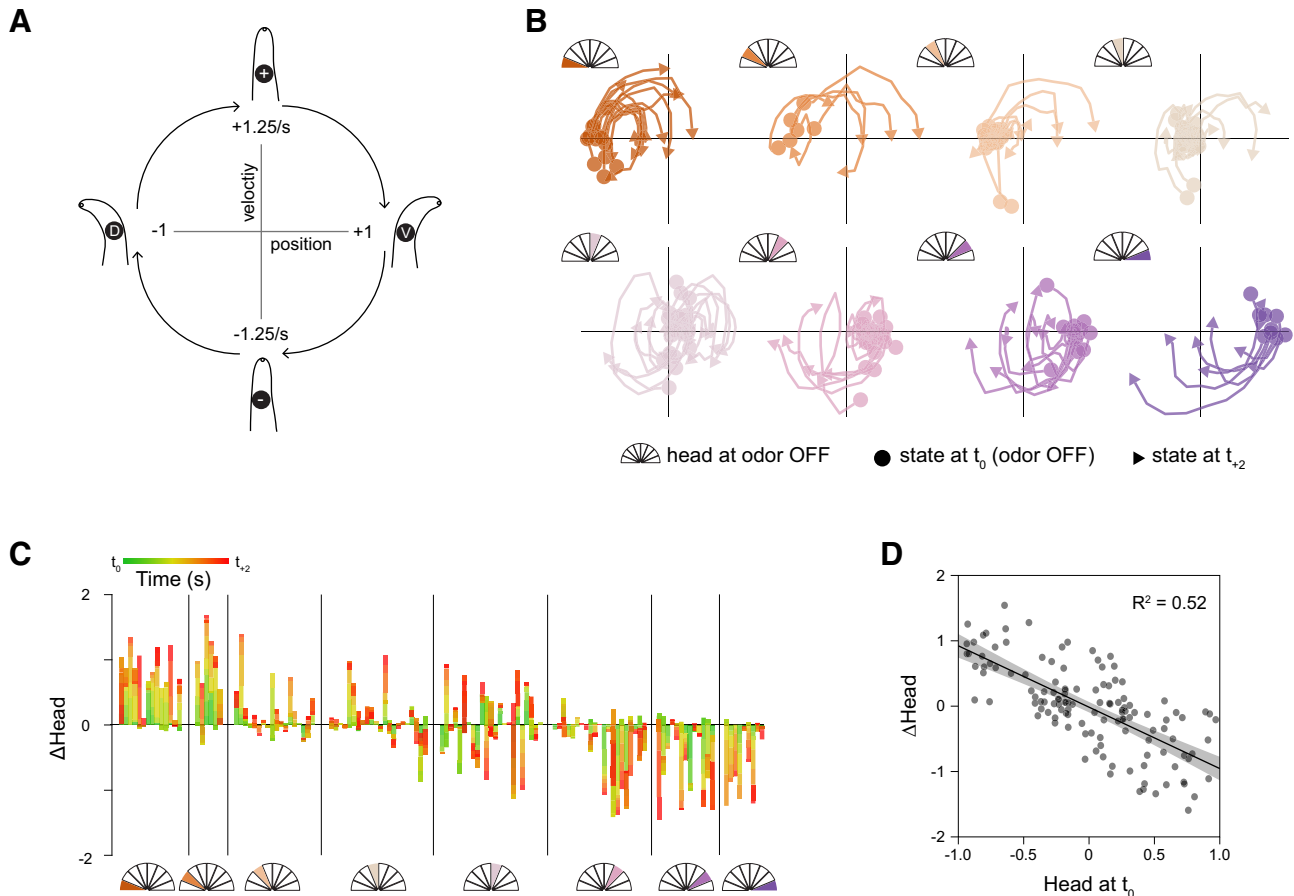 A
+
+1.25/s
veloctiy
D
-1
position
+1
V
-1.25/s
-
B
head at odor OFF
state at t0 (odor OFF)
state at t+2
C
t0
t+2
Time (s)
2
1
0
-2
ΔHead
D
2
1
0
-1
-2
ΔHead
R2 = 0.52
-1.0
-0.5
0
0.5
1.0
Head at t0